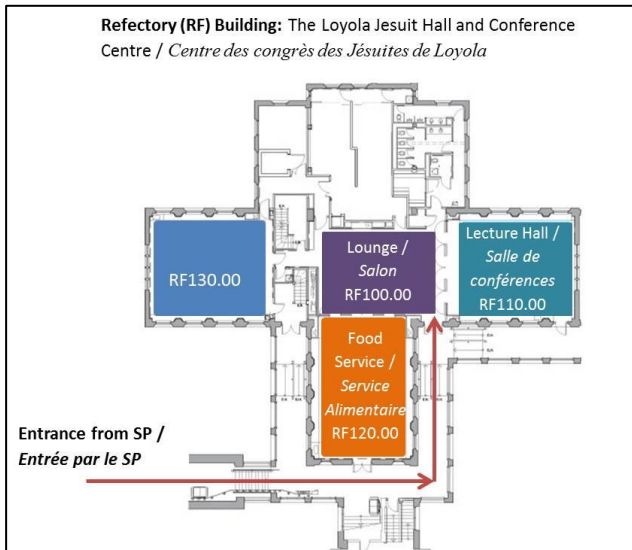 Refectory (RF) Building: The Loyola Jesuit Hall and Conference
Centre / Centre des congrès des Jésuites de Loyola
RF130.00
Lounge /
Salon
RF100.00
Lecture Hall /
Salle de
conférences
RF110.00
Food
Service /
Service
Alimentaire
RF120.00
Entrance from SP /
Entrée par le SP